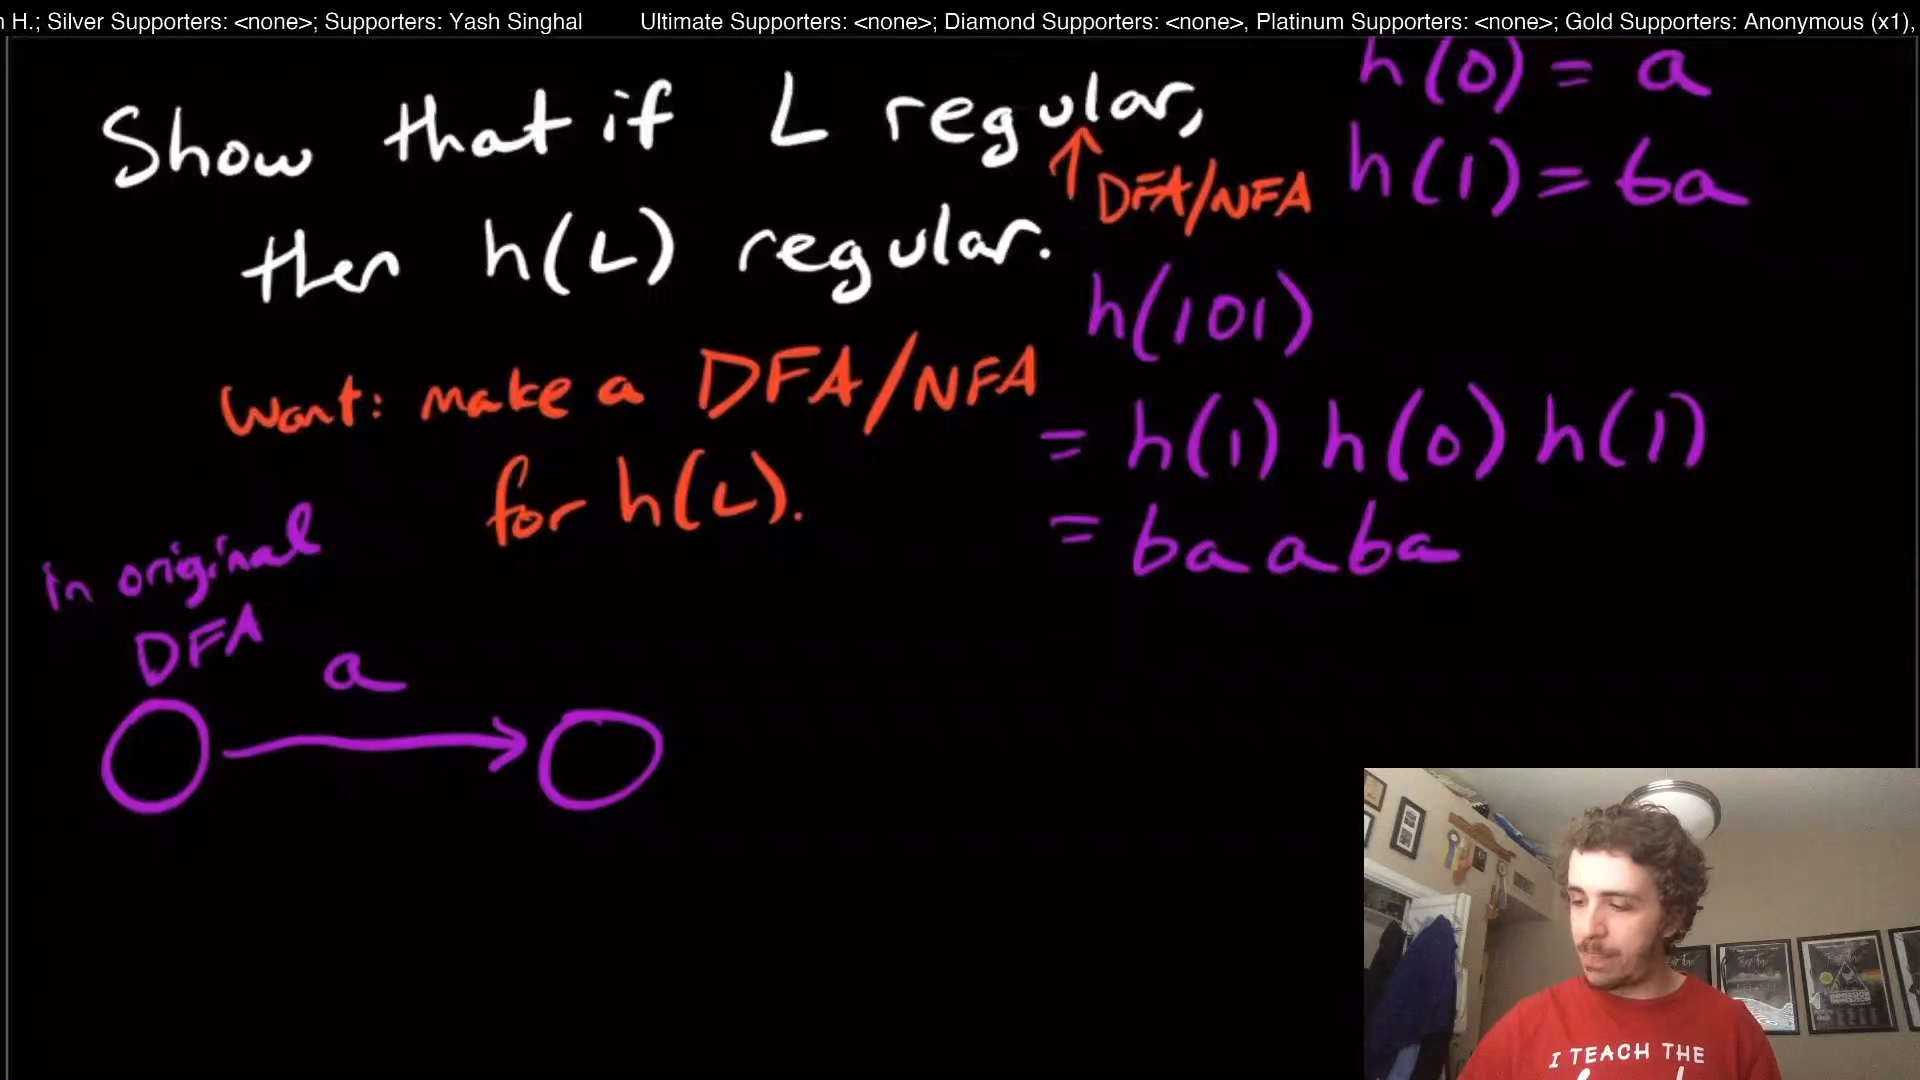 n H.; Silver Supporters: <none>; Supporters: Yash Singhal
Ultimate Supporters: <none>; Diamond Supporters: <none>, Platinum Supporters: <none>; Gold Supporters: Anonymous (x1),
Show that if L regular,
then h(L) regular.
↑ DFA/NFA
Want: make a DFA/NFA
for h(L).
h(0) = a
h(1) = ba
h(101)
= h(1) h(0) h(1)
= baaba
In original
DFA
a
I TEACH THE